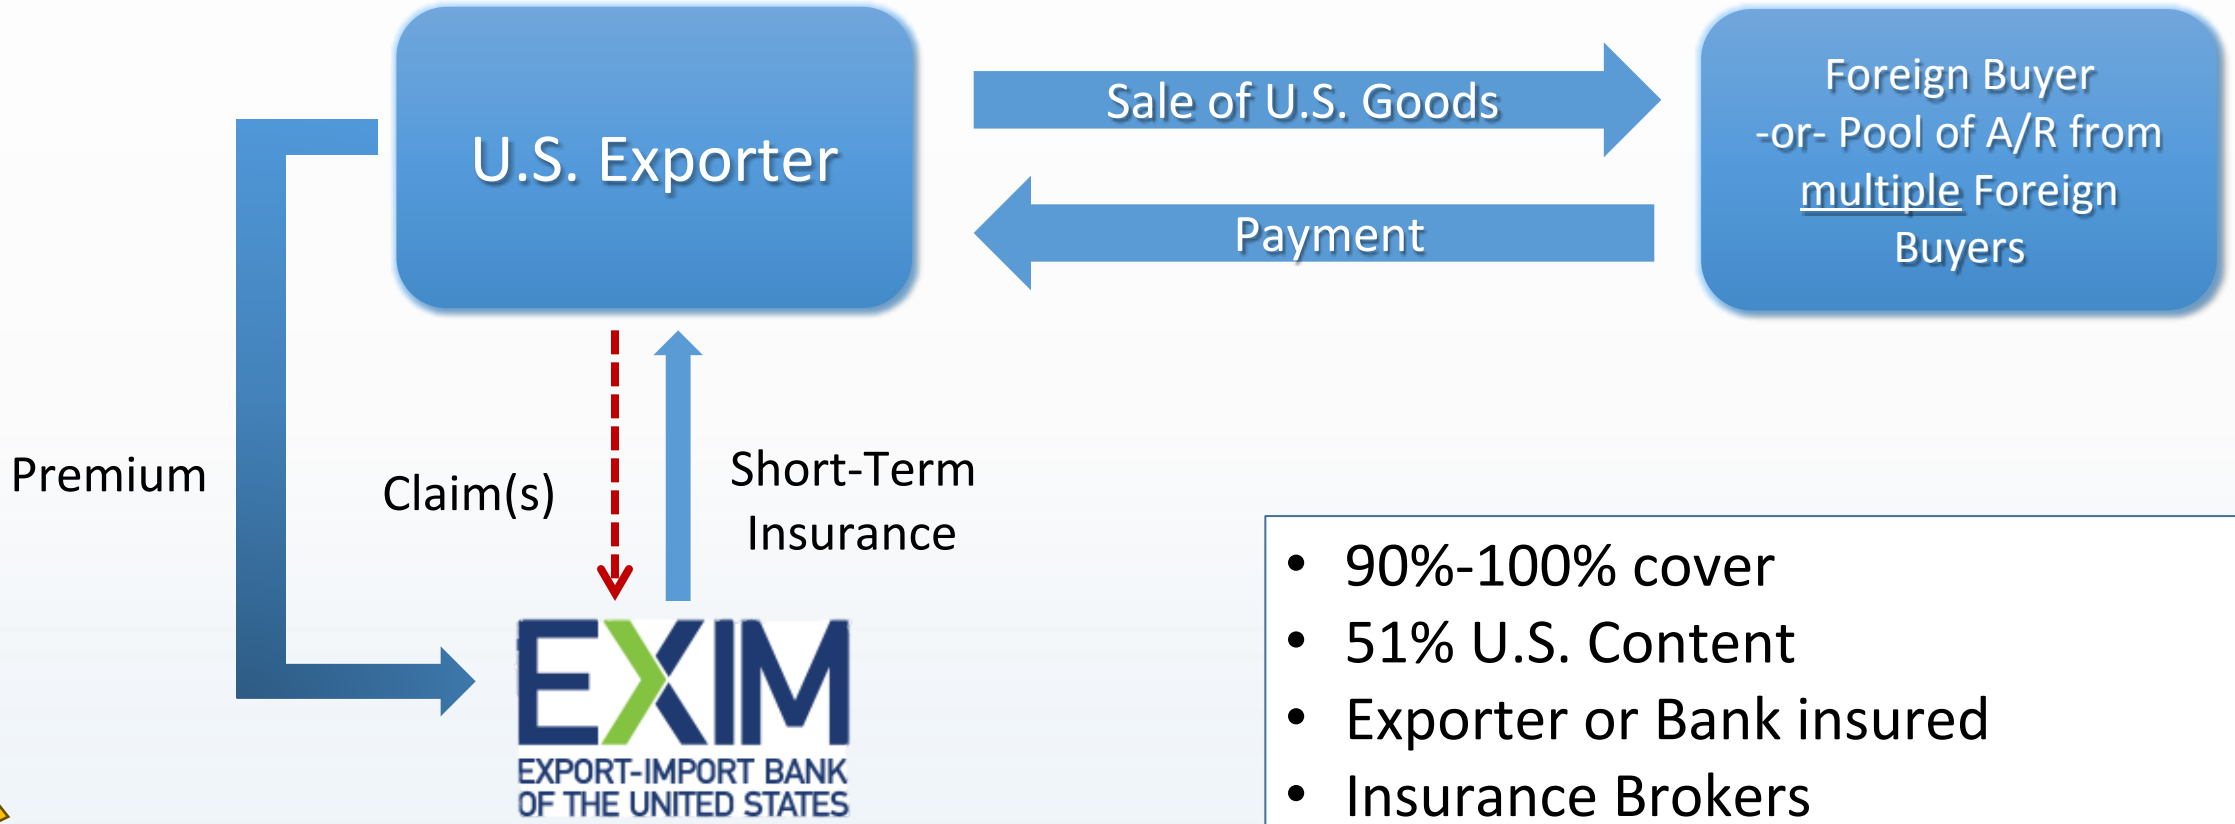 U.S. Exporter
Sale of U.S. Goods
Payment
Foreign Buyer
-or- Pool of A/R from
multiple Foreign
Buyers
Premium
Claim(s)
Short-Term
Insurance
EXIM
EXPORT-IMPORT BANK
OF THE UNITED STATES
• 90%-100% cover
• 51% U.S. Content
• Exporter or Bank insured
• Insurance Brokers